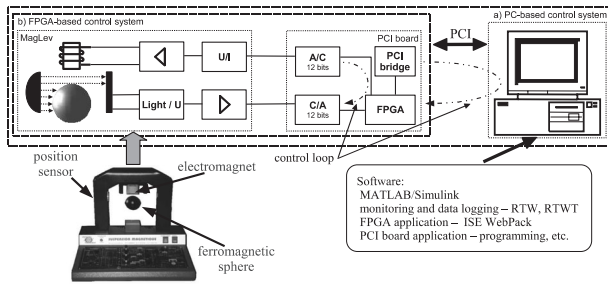 b) FPGA-based control system
a) PC-based control system
MagLev
PCI board
U/I
A/C
12 bits
PCI
bridge
PCI
Light / U
C/A
12 bits
FPGA
control loop
position
sensor
electromagnet
ferromagnetic
sphere
Software:
MATLAB/Simulink
monitoring and data logging – RTW, RTWT
FPGA application – ISE WebPack
PCI board application – programming, etc.